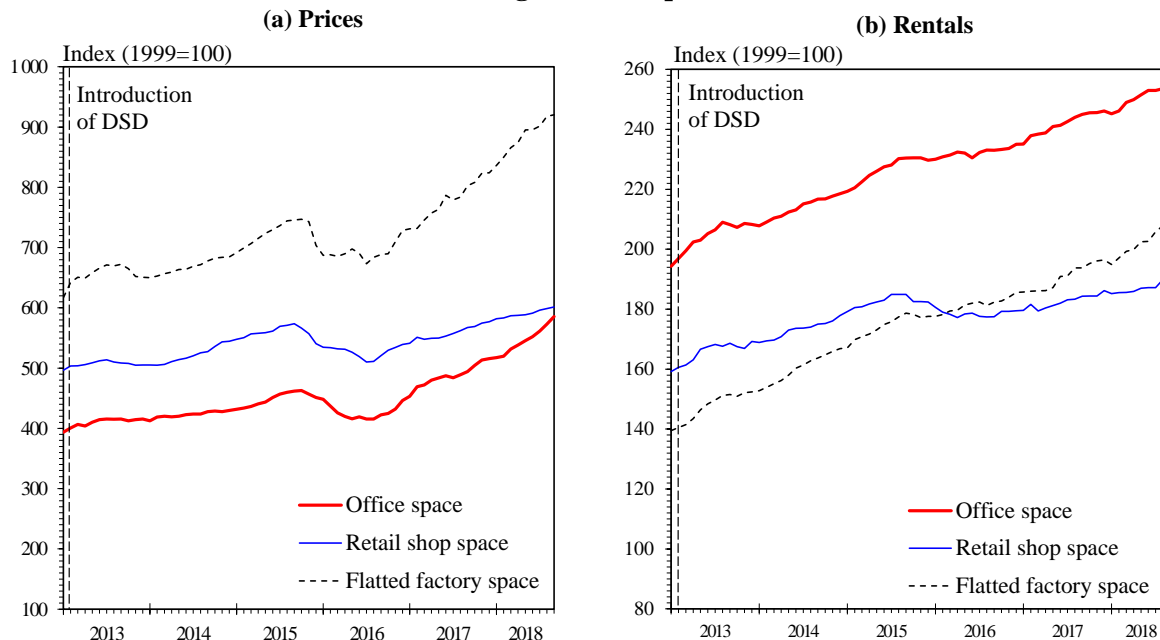 (a) Prices
Index (1999=100)
1 000
900
800
700
600
500
400
300
200
100
Introduction
of DSD
Office space
Retail shop space
Flatted factory space
2013 2014 2015 2016 2017 2018
(b) Rentals
Index (1999=100)
260
240
220
200
180
160
140
120
100
80
Introduction
of DSD
Office space
Retail shop space
Flatted factory space
2013 2014 2015 2016 2017 2018